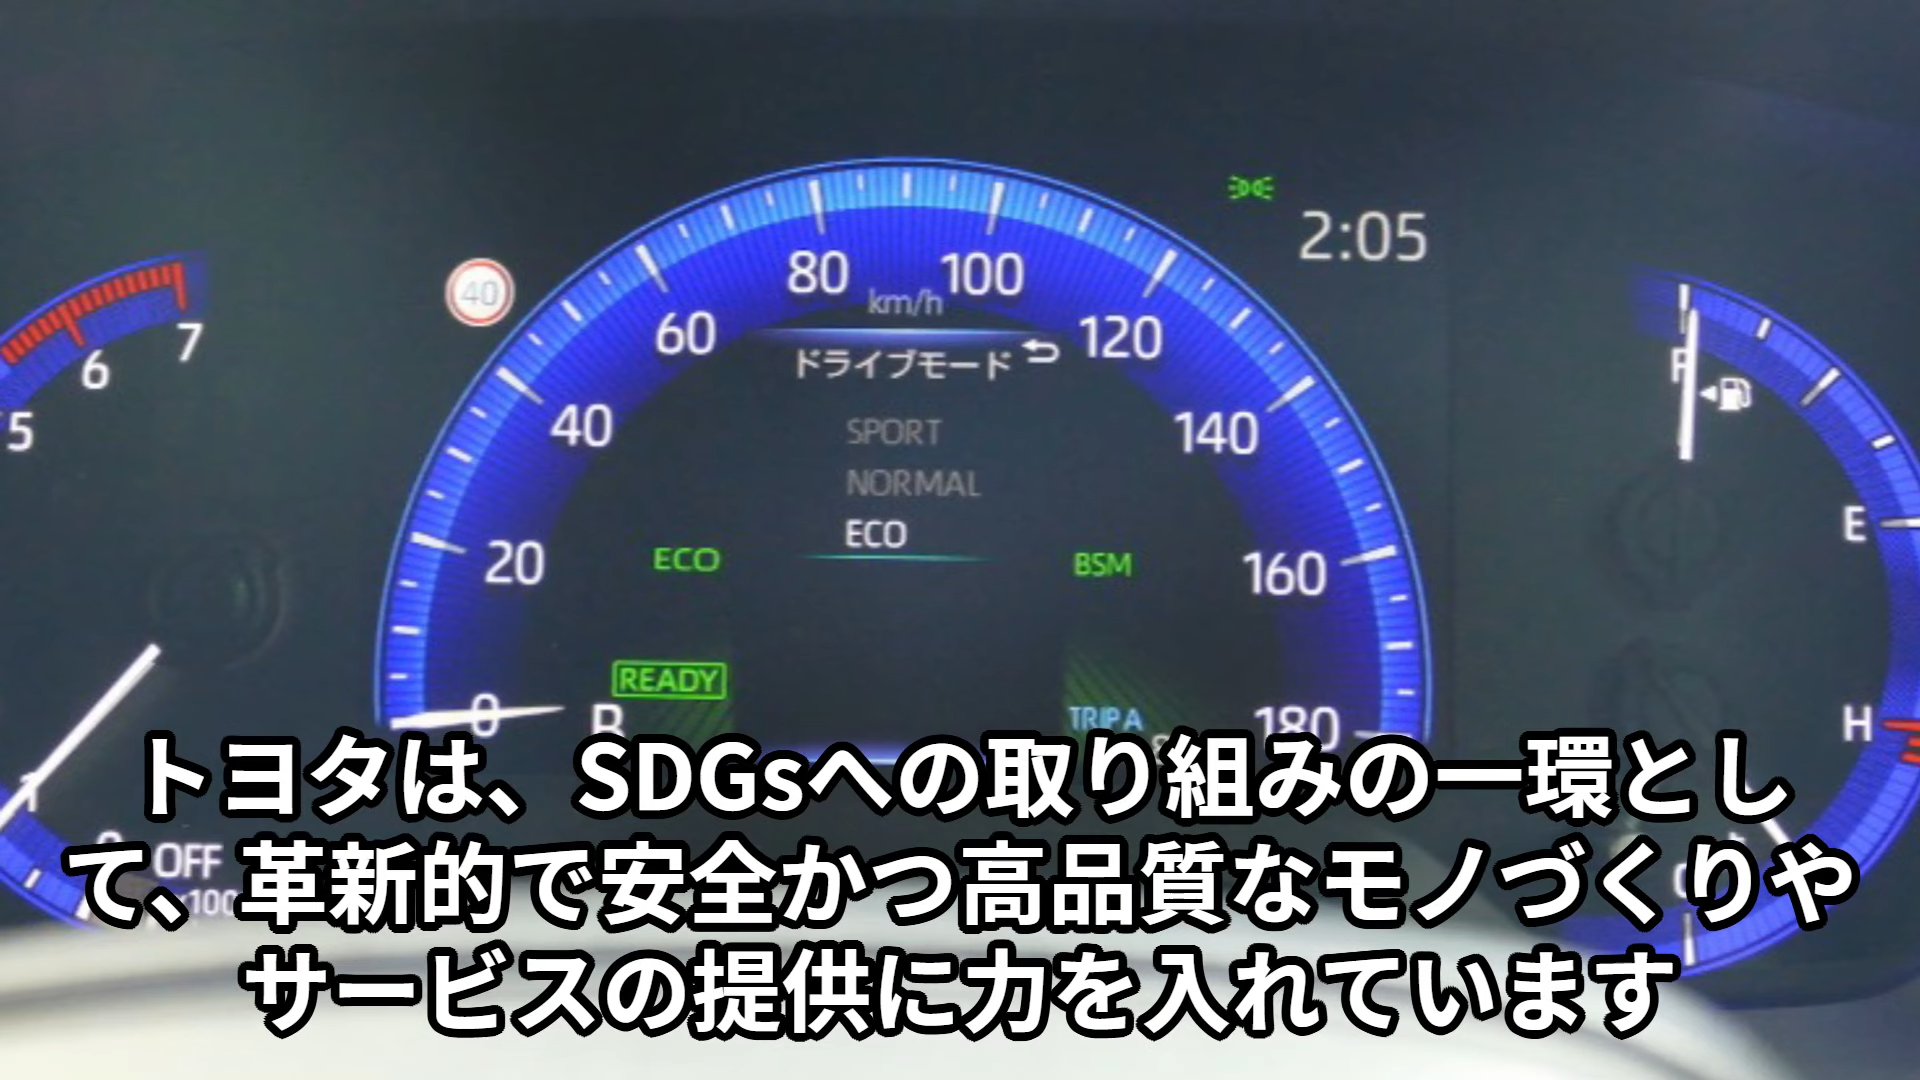 2:05
40
80 100
km/h
60 120
ドライブモード
7
6
5
40 140
SPORT
NORMAL
ECO
20 ECO BSM 160
E
READY
0 R TRIP A 180
H
1
OFF
x100
トヨタは、SDGsへの取り組みの一環とし
て、革新的で安全かつ高品質なモノづくりや
サービスの提供に力を入れています